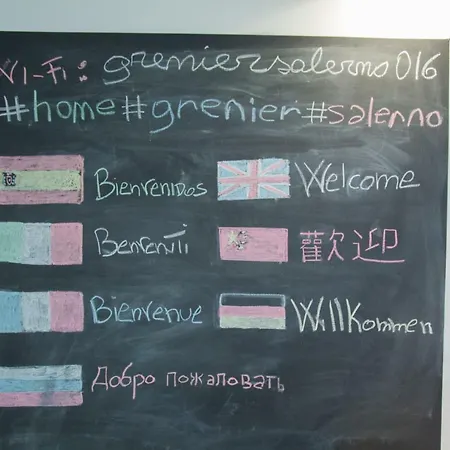 WI-Fi: greniersalerno016
#home#grenier#salerno
Bienvenidos Welcome
Benvenuti 歡迎
Bienvenue Willkommen
Добро пожаловать